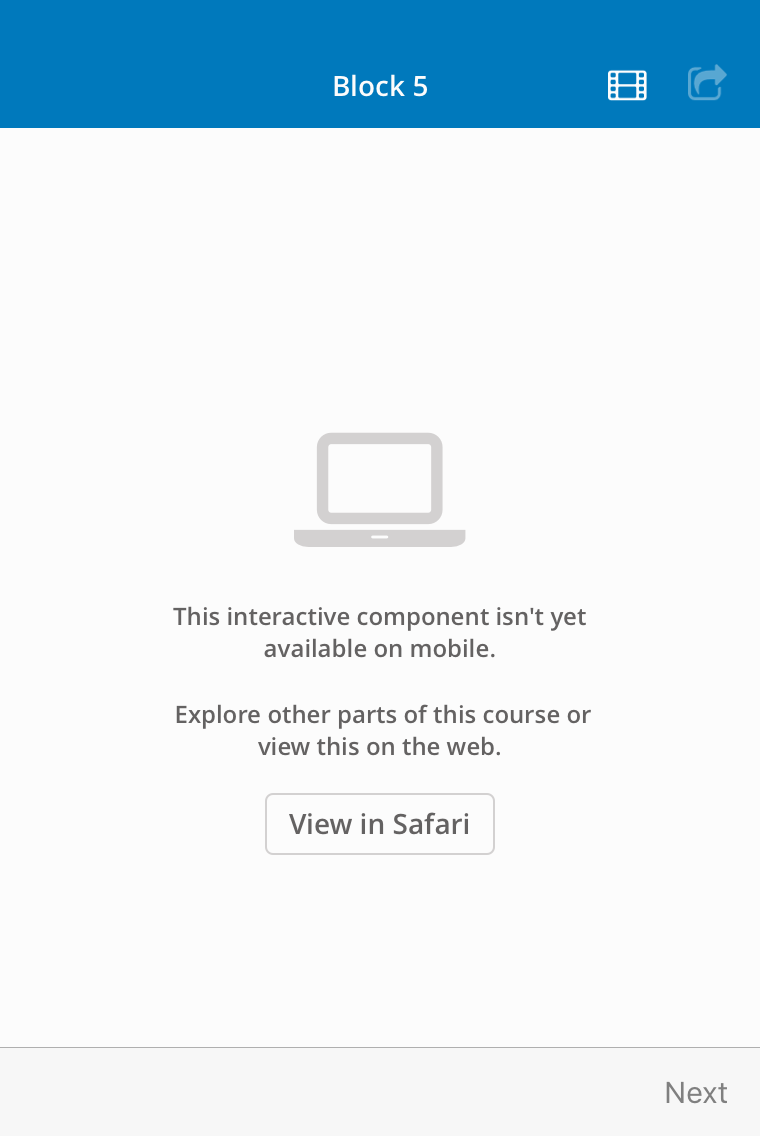 Block 5
This interactive component isn't yet
available on mobile.
Explore other parts of this course or
view this on the web.
View in Safari
Next